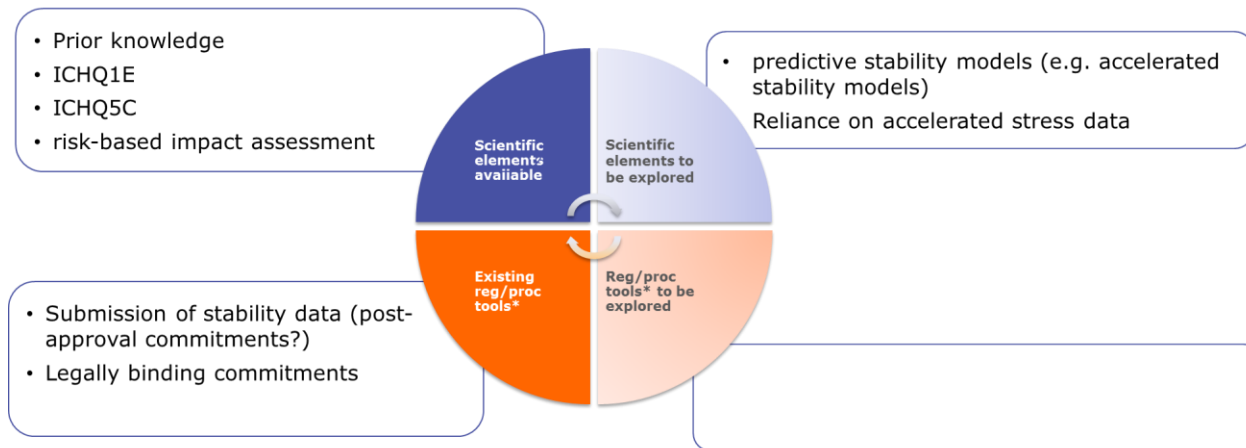 • Prior knowledge
• ICHQ1E
• ICHQ5C
• risk-based impact assessment
• predictive stability models (e.g. accelerated
stability models)
Reliance on accelerated stress data
Scientific
elements
avaiiable
Scientific
elements to
be explored
Existing
reg/proc
tools*
Reg/proc
tools* to be
explored
• Submission of stability data (post-
approval commitments?)
• Legally binding commitments